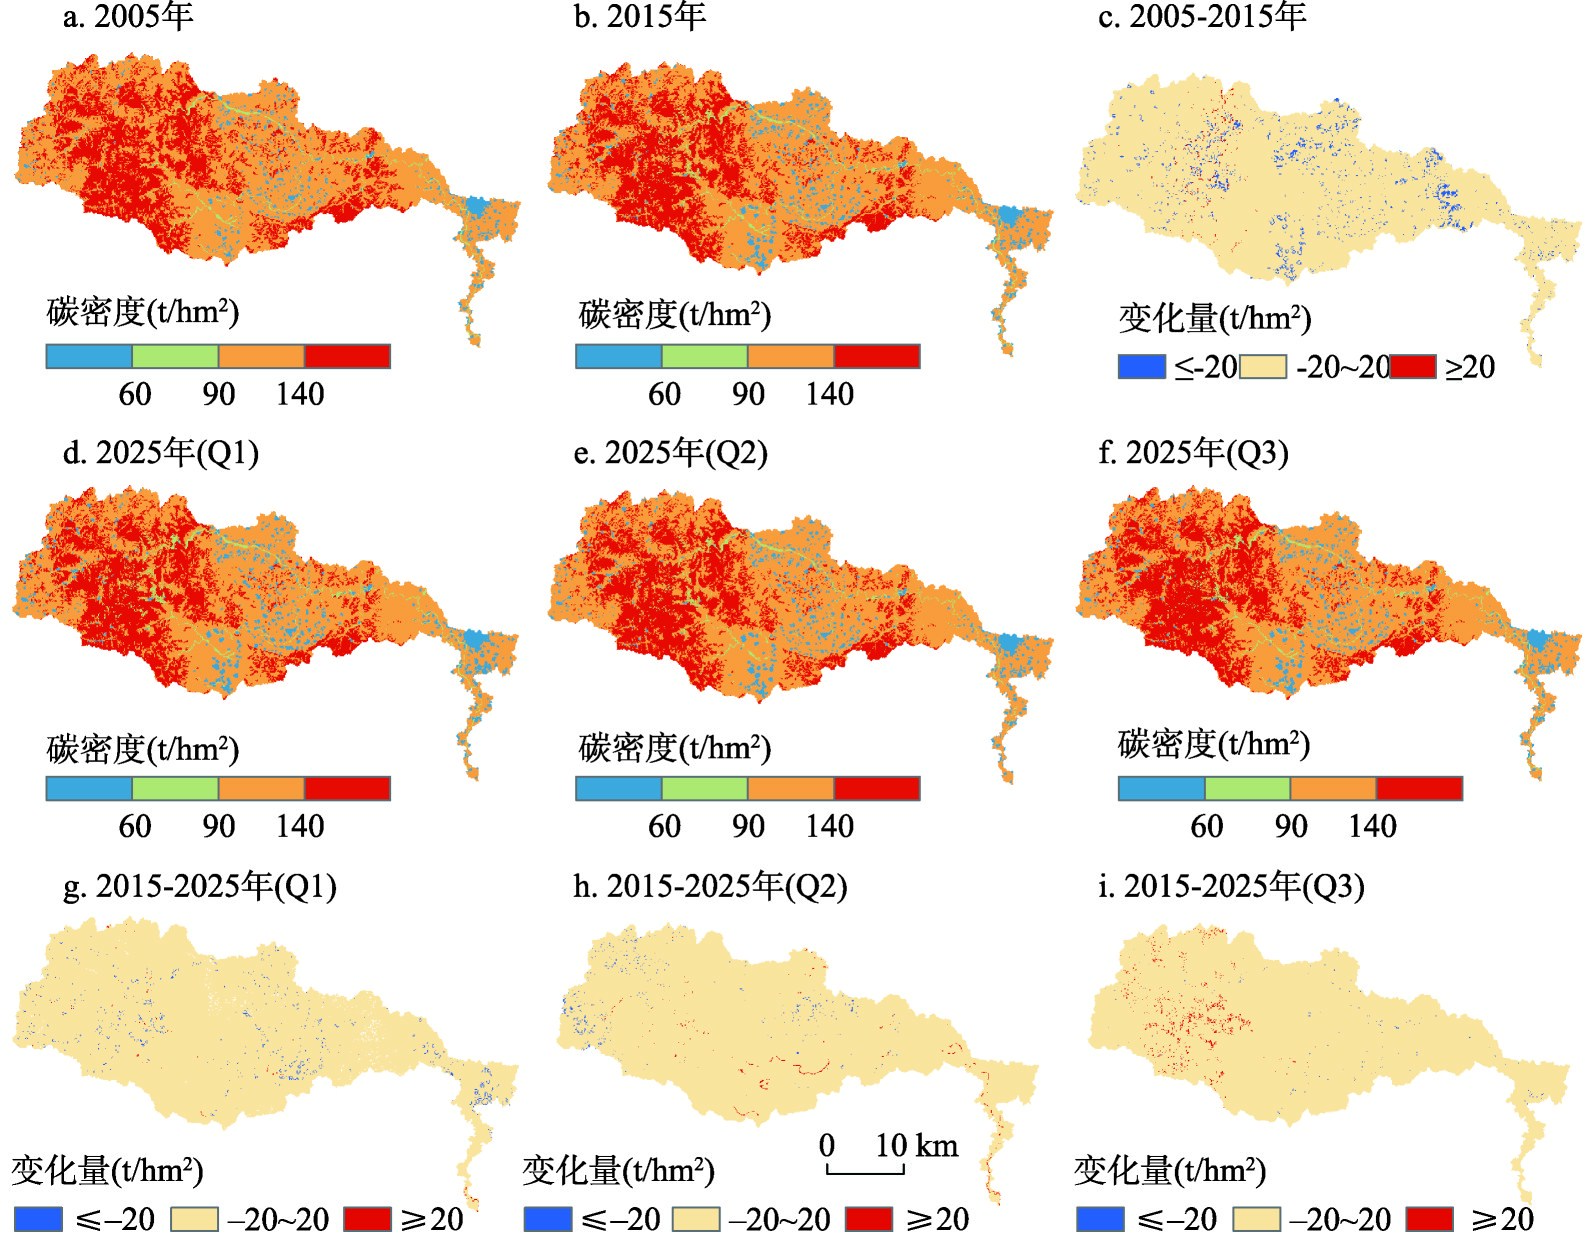 a. 2005年
b. 2015年
c. 2005-2015年
碳密度(t/hm²)
60 90 140
碳密度(t/hm²)
60 90 140
变化量(t/hm²)
≤-20 -20~20 ≥20
d. 2025年(Q1)
e. 2025年(Q2)
f. 2025年(Q3)
碳密度(t/hm²)
60 90 140
碳密度(t/hm²)
60 90 140
碳密度(t/hm²)
60 90 140
g. 2015-2025年(Q1)
h. 2015-2025年(Q2)
i. 2015-2025年(Q3)
0 10 km
变化量(t/hm²)
⩽–20 –20~20 ⩾20
变化量(t/hm²)
⩽–20 –20~20 ⩾20
变化量(t/hm²)
⩽–20 –20~20 ⩾20